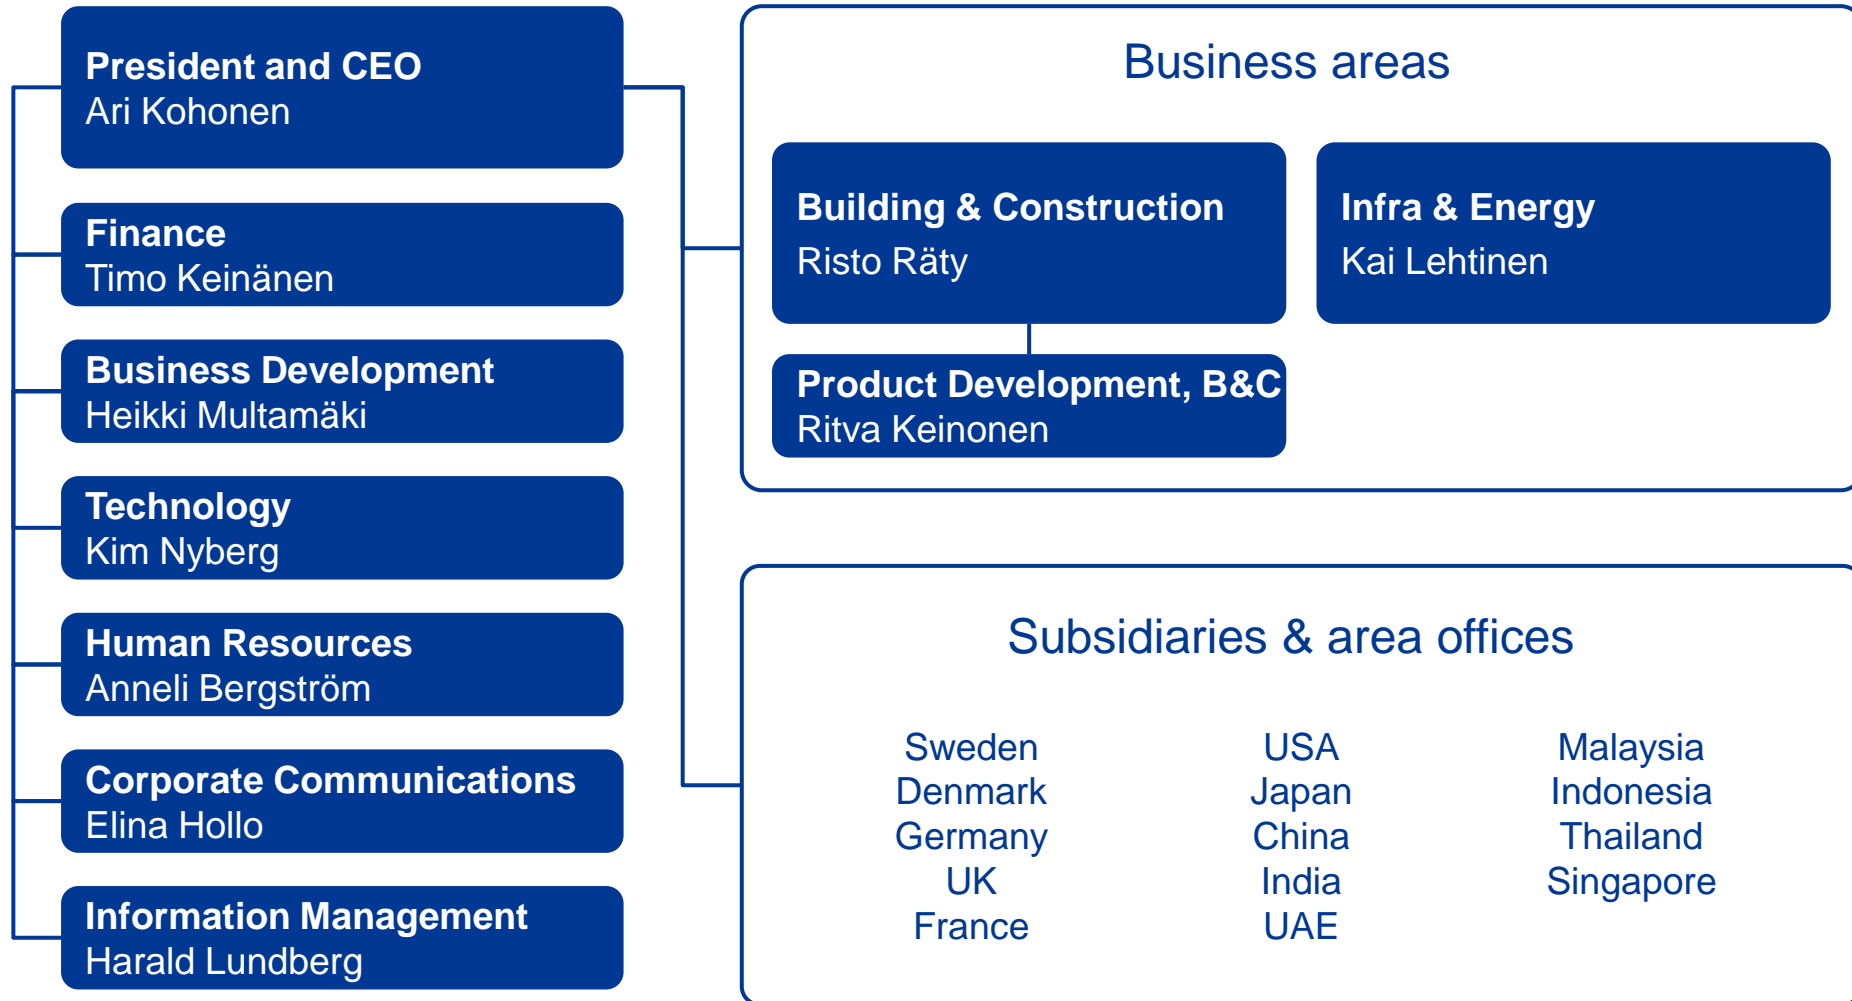 President and CEO
Ari Kohonen
Finance
Timo Keinänen
Business Development
Heikki Multamäki
Technology
Kim Nyberg
Human Resources
Anneli Bergström
Corporate Communications
Elina Hollo
Information Management
Harald Lundberg
Business areas
Building & Construction
Risto Räty
Infra & Energy
Kai Lehtinen
Product Development, B&C
Ritva Keinonen
Subsidiaries & area offices
Sweden
Denmark
Germany
UK
France
USA
Japan
China
India
UAE
Malaysia
Indonesia
Thailand
Singapore